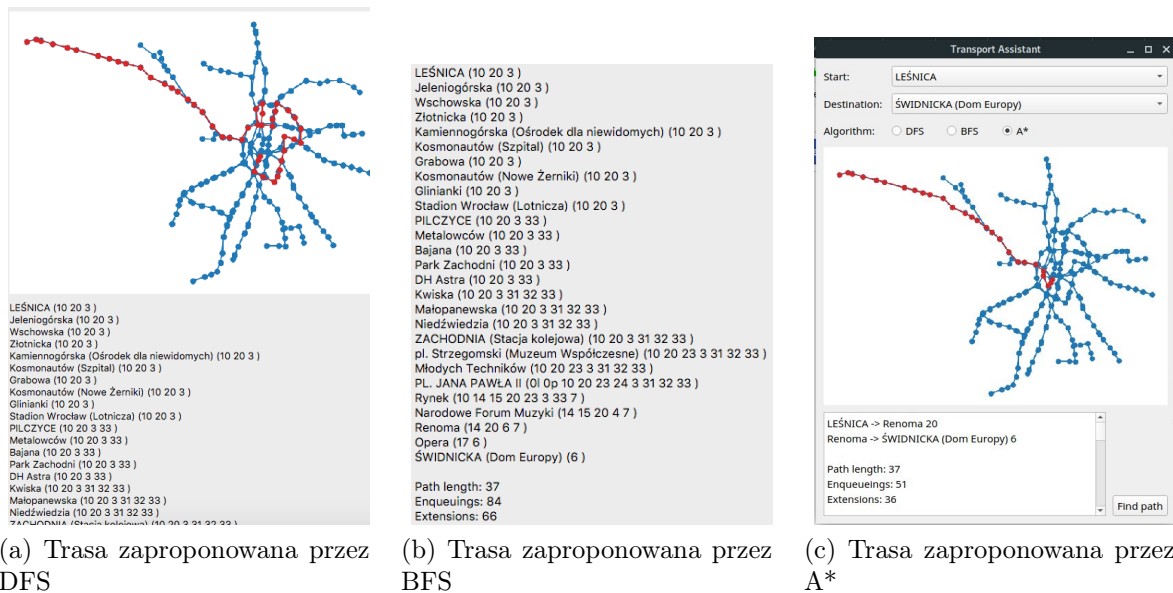 LEŚNICA (10 20 3 )
Jeleniogórska (10 20 3 )
Wschowska (10 20 3 )
Złotnicka (10 20 3 )
Kamiennogórska (Ośrodek dla niewidomych) (10 20 3 )
Kosmonautów (Szpital) (10 20 3 )
Grabowa (10 20 3 )
Kosmonautów (Nowe Żerniki) (10 20 3 )
Glinianki (10 20 3 )
Stadion Wrocław (Lotnicza) (10 20 3 )
PILCZYCE (10 20 3 33 )
Metalowców (10 20 3 33 )
Bajana (10 20 3 33 )
Park Zachodni (10 20 3 33 )
DH Astra (10 20 3 33 )
Kwiska (10 20 3 31 32 33 )
Małopanewska (10 20 3 31 32 33 )
Niedźwiedzia (10 20 3 31 32 33 )
ZACHODNIA (Stacja kolejowa) (10 20 3 31 32 33 )
(a) Trasa zaproponowana przez
DFS
LEŚNICA (10 20 3 )
Jeleniogórska (10 20 3 )
Wschowska (10 20 3 )
Złotnicka (10 20 3 )
Kamiennogórska (Ośrodek dla niewidomych) (10 20 3 )
Kosmonautów (Szpital) (10 20 3 )
Grabowa (10 20 3 )
Kosmonautów (Nowe Żerniki) (10 20 3 )
Glinianki (10 20 3 )
Stadion Wrocław (Lotnicza) (10 20 3 )
PILCZYCE (10 20 3 33 )
Metalowców (10 20 3 33 )
Bajana (10 20 3 33 )
Park Zachodni (10 20 3 33 )
DH Astra (10 20 3 33 )
Kwiska (10 20 3 31 32 33 )
Małopanewska (10 20 3 31 32 33 )
Niedźwiedzia (10 20 3 31 32 33 )
ZACHODNIA (Stacja kolejowa) (10 20 3 31 32 33 )
pl. Strzegomski (Muzeum Współczesne) (10 20 23 3 31 32 33 )
Młodych Techników (10 20 23 3 31 32 33 )
PL. JANA PAWŁA II (0l 0p 10 20 23 24 3 31 32 33 )
Rynek (10 14 15 20 23 3 33 7 )
Narodowe Forum Muzyki (14 15 20 4 7 )
Renoma (14 20 6 7 )
Opera (17 6 )
ŚWIDNICKA (Dom Europy) (6 )
Path length: 37
Enqueuings: 84
Extensions: 66
(b) Trasa zaproponowana przez
BFS
Transport Assistant
Start: LEŚNICA
Destination: ŚWIDNICKA (Dom Europy)
Algorithm: DFS BFS A*
LEŚNICA -> Renoma 20
Renoma -> ŚWIDNICKA (Dom Europy) 6
Path length: 37
Enqueueings: 51
Extensions: 36
Find path
(c) Trasa zaproponowana przez
A*